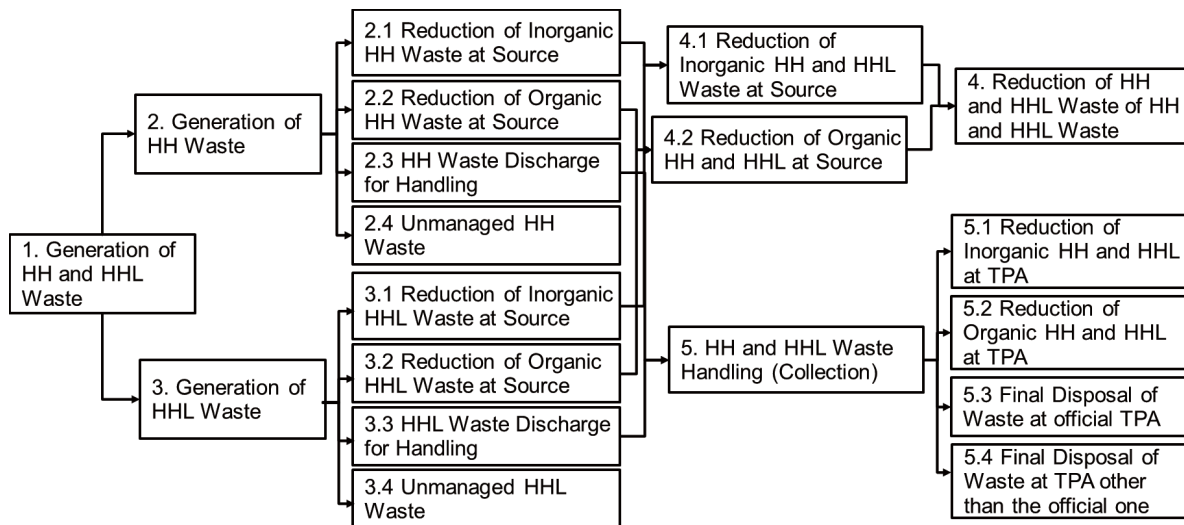 1. Generation of
HH and HHL
Waste
2. Generation of
HH Waste
3. Generation of
HHL Waste
2.1 Reduction of Inorganic
HH Waste at Source
2.2 Reduction of Organic
HH Waste at Source
2.3 HH Waste Discharge
for Handling
2.4 Unmanaged HH
Waste
3.1 Reduction of Inorganic
HHL Waste at Source
3.2 Reduction of Organic
HHL Waste at Source
3.3 HHL Waste Discharge
for Handling
3.4 Unmanaged HHL
Waste
4.1 Reduction of
Inorganic HH and HHL
Waste at Source
4.2 Reduction of Organic
HH and HHL at Source
4. Reduction of HH
and HHL Waste of HH
and HHL Waste
5. HH and HHL Waste
Handling (Collection)
5.1 Reduction of
Inorganic HH and HHL
at TPA
5.2 Reduction of
Organic HH and HHL
at TPA
5.3 Final Disposal of
Waste at official TPA
5.4 Final Disposal of
Waste at TPA other
than the official one